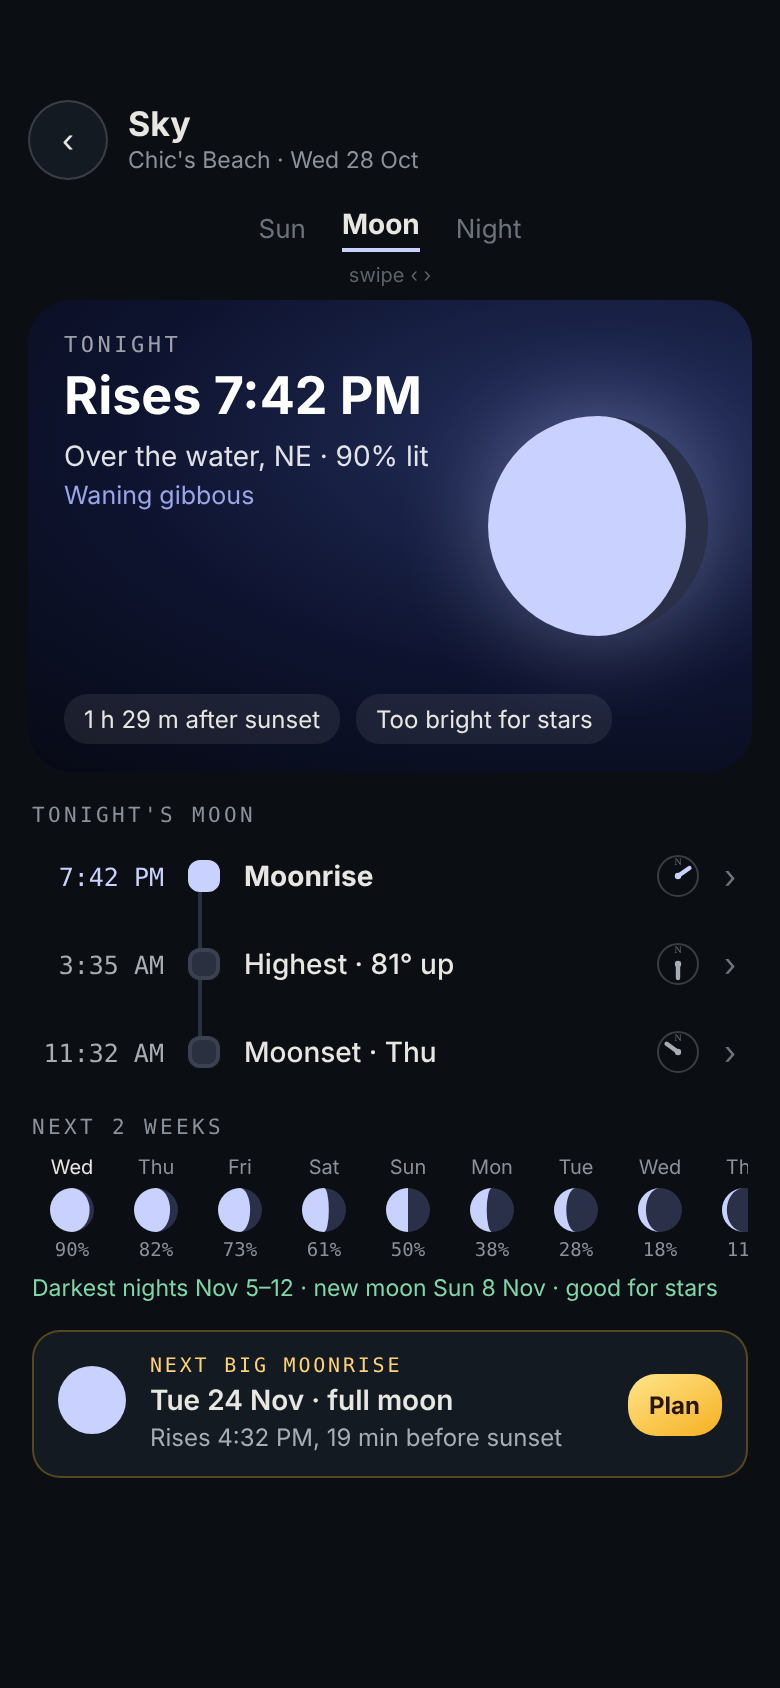 ‹
Sky
Chic's Beach · Wed 28 Oct
Sun Moon Night
swipe ‹ ›
TONIGHT
Rises 7:42 PM
Over the water, NE · 90% lit
Waning gibbous
1 h 29 m after sunset
Too bright for stars
TONIGHT'S MOON
7:42 PM Moonrise N ›
3:35 AM Highest · 81° up N ›
11:32 AM Moonset · Thu N ›
NEXT 2 WEEKS
Wed Thu Fri Sat Sun Mon Tue Wed Th
90% 82% 73% 61% 50% 38% 28% 18% 11
Darkest nights Nov 5–12 · new moon Sun 8 Nov · good for stars
NEXT BIG MOONRISE
Tue 24 Nov · full moon
Rises 4:32 PM, 19 min before sunset
Plan